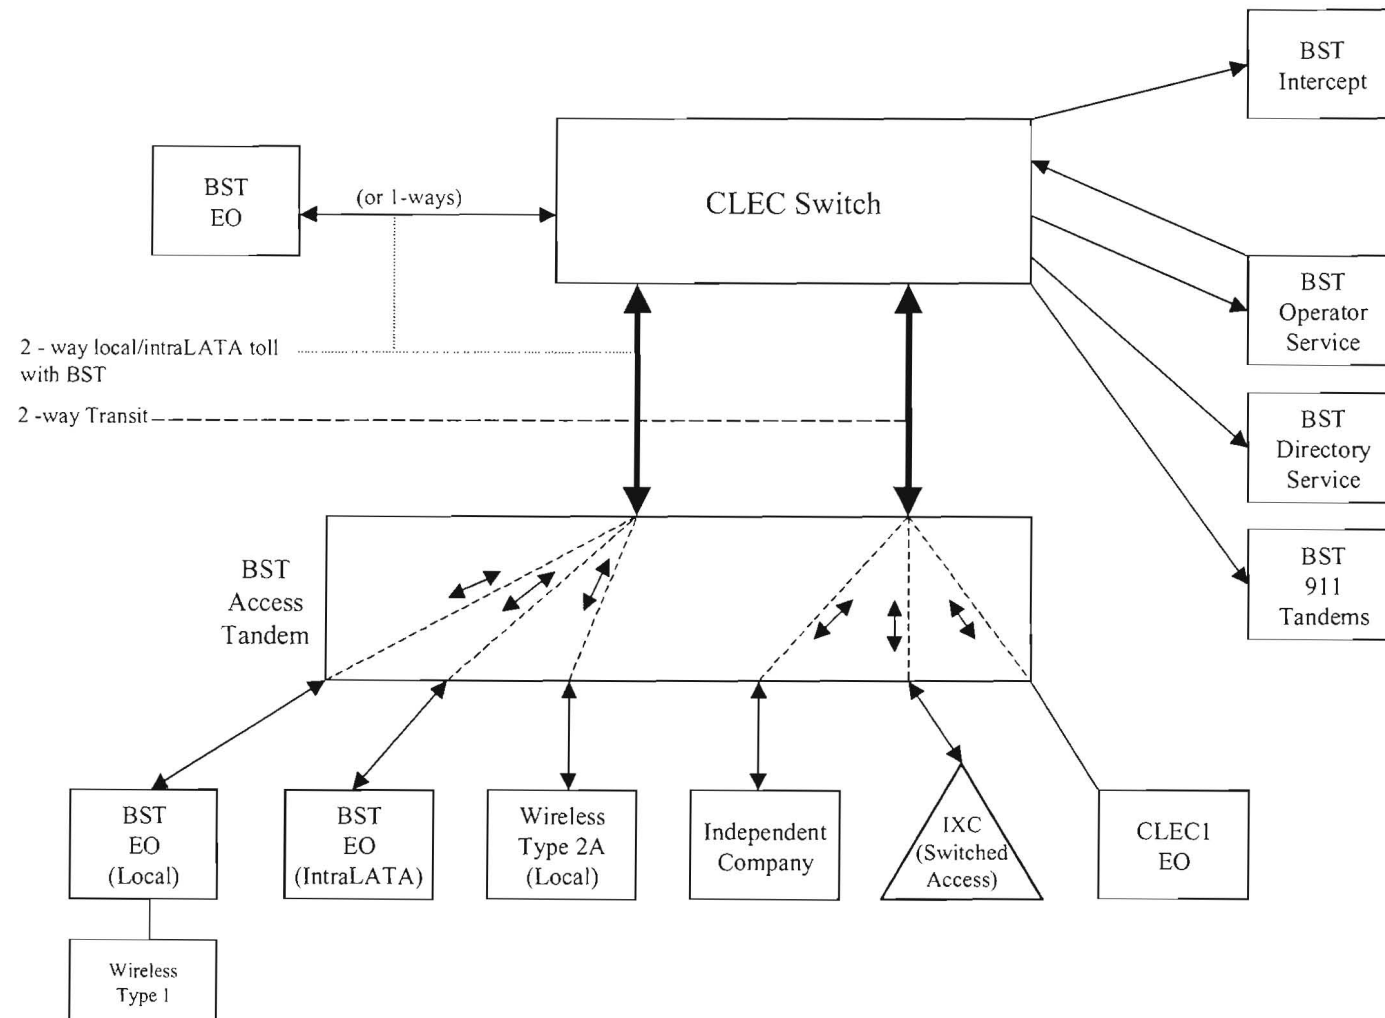 BST
Intercept
CLEC Switch
BST
EO
(or 1-ways)
BST
Operator
Service
2 - way local/intraLATA toll
with BST
2 -way Transit
BST
Directory
Service
BST
911
Tandems
BST
Access
Tandem
BST
EO
(Local)
BST
EO
(IntraLATA)
Wireless
Type 2A
(Local)
Independent
Company
IXC
(Switched
Access)
CLEC1
EO
Wireless
Type 1